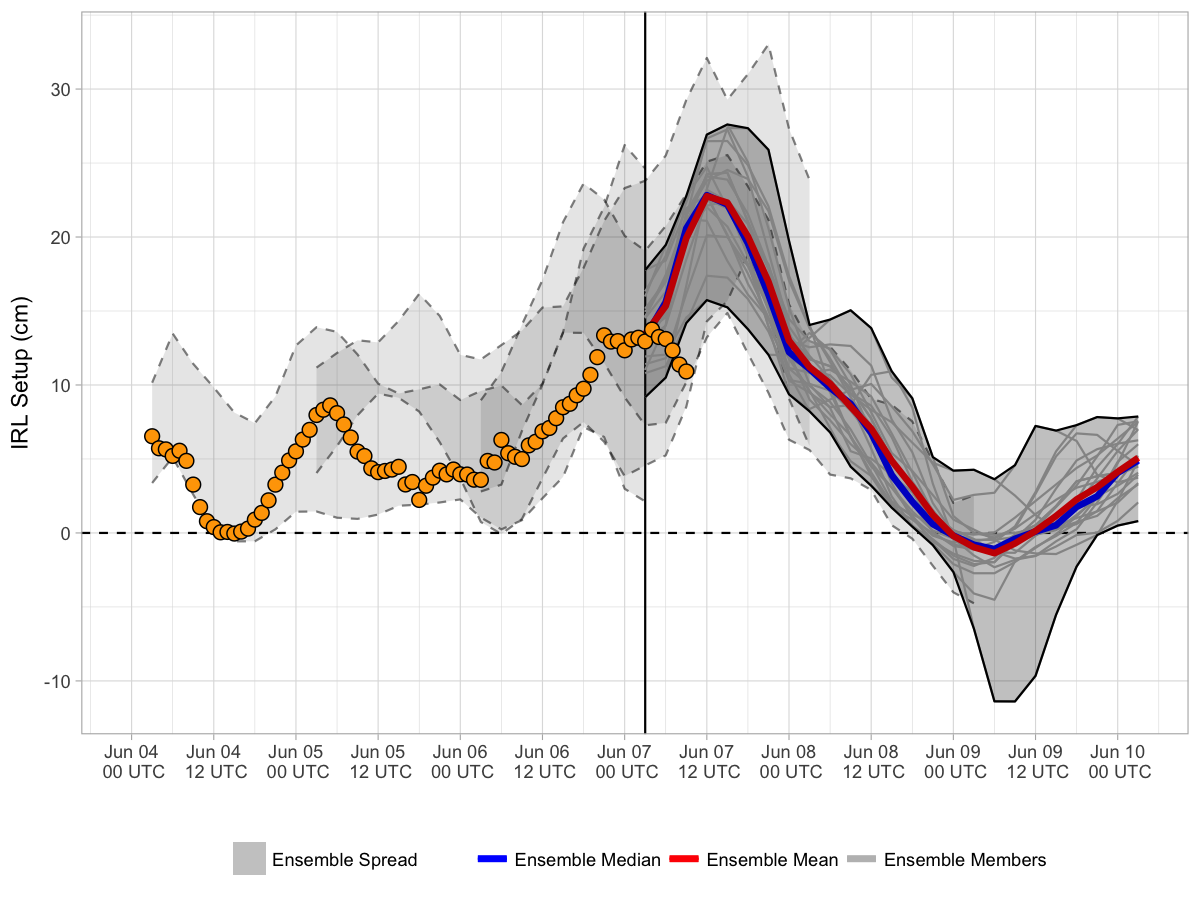 IRL Setup (cm)
30
20
10
0
-10
Jun 04 Jun 04 Jun 05 Jun 05 Jun 06 Jun 06 Jun 07 Jun 07 Jun 08 Jun 08 Jun 09 Jun 09 Jun 10
00 UTC 12 UTC 00 UTC 12 UTC 00 UTC 12 UTC 00 UTC 12 UTC 00 UTC 12 UTC 00 UTC 12 UTC 00 UTC
Ensemble Spread Ensemble Median Ensemble Mean Ensemble Members